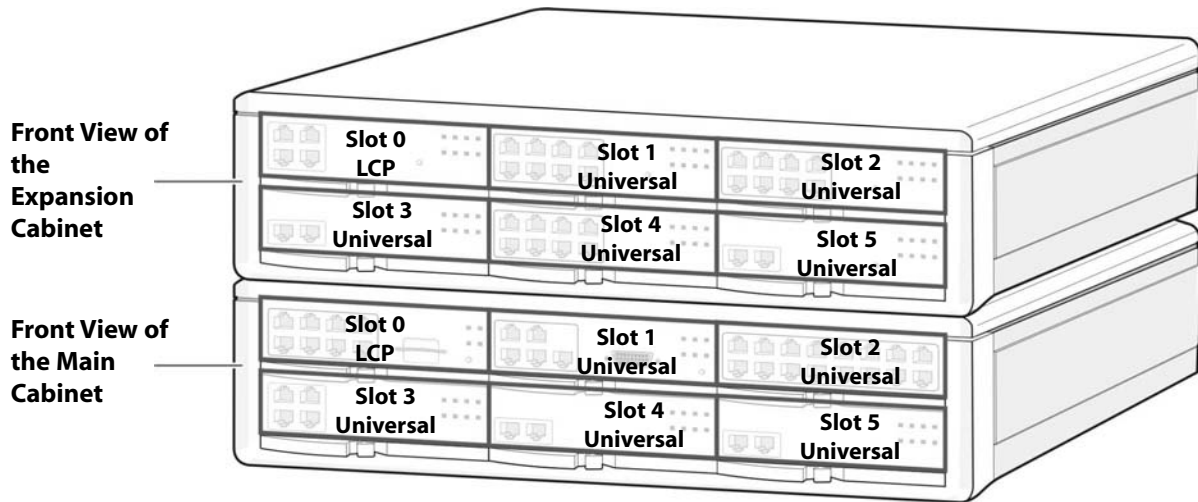 Front View of
the
Expansion
Cabinet
Slot 0
LCP
Slot 1
Universal
Slot 2
Universal
Slot 3
Universal
Slot 4
Universal
Slot 5
Universal
Front View of
the Main
Cabinet
Slot 0
LCP
Slot 1
Universal
Slot 2
Universal
Slot 3
Universal
Slot 4
Universal
Slot 5
Universal